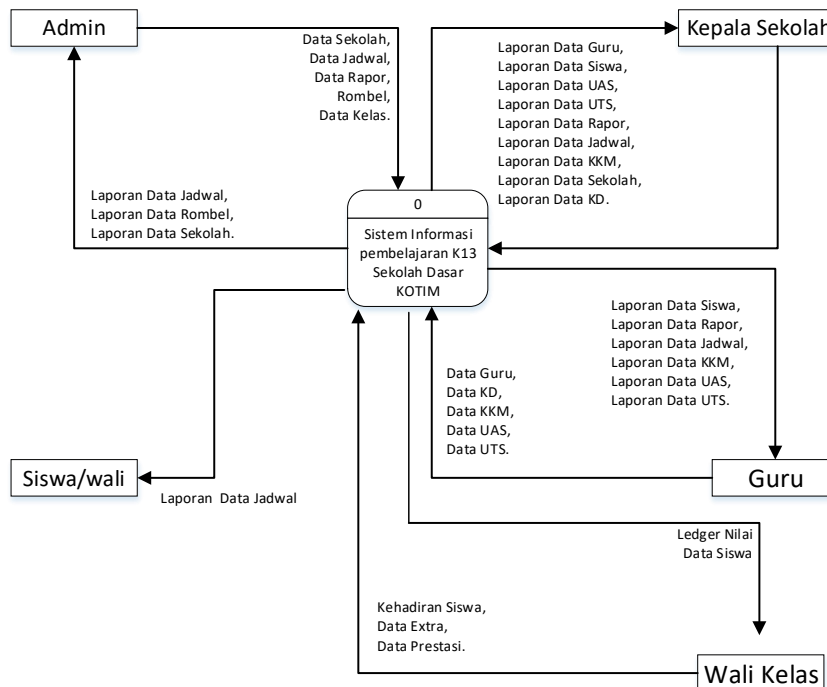 Admin
Kepala Sekolah
Data Sekolah,
Data Jadwal,
Data Rapor,
Rombel,
Data Kelas.
Laporan Data Guru,
Laporan Data Siswa,
Laporan Data UAS,
Laporan Data UTS,
Laporan Data Rapor,
Laporan Data Jadwal,
Laporan Data KKM,
Laporan Data Sekolah,
Laporan Data KD.
Laporan Data Jadwal,
Laporan Data Rombel,
Laporan Data Sekolah.
0
Sistem Informasi
pembelajaran K13
Sekolah Dasar
KOTIM
Laporan Data Siswa,
Laporan Data Rapor,
Laporan Data Jadwal,
Laporan Data KKM,
Laporan Data UAS,
Laporan Data UTS.
Data Guru,
Data KD,
Data KKM,
Data UAS,
Data UTS.
Siswa/wali
Guru
Laporan Data Jadwal
Ledger Nilai
Data Siswa
Kehadiran Siswa,
Data Extra,
Data Prestasi.
Wali Kelas